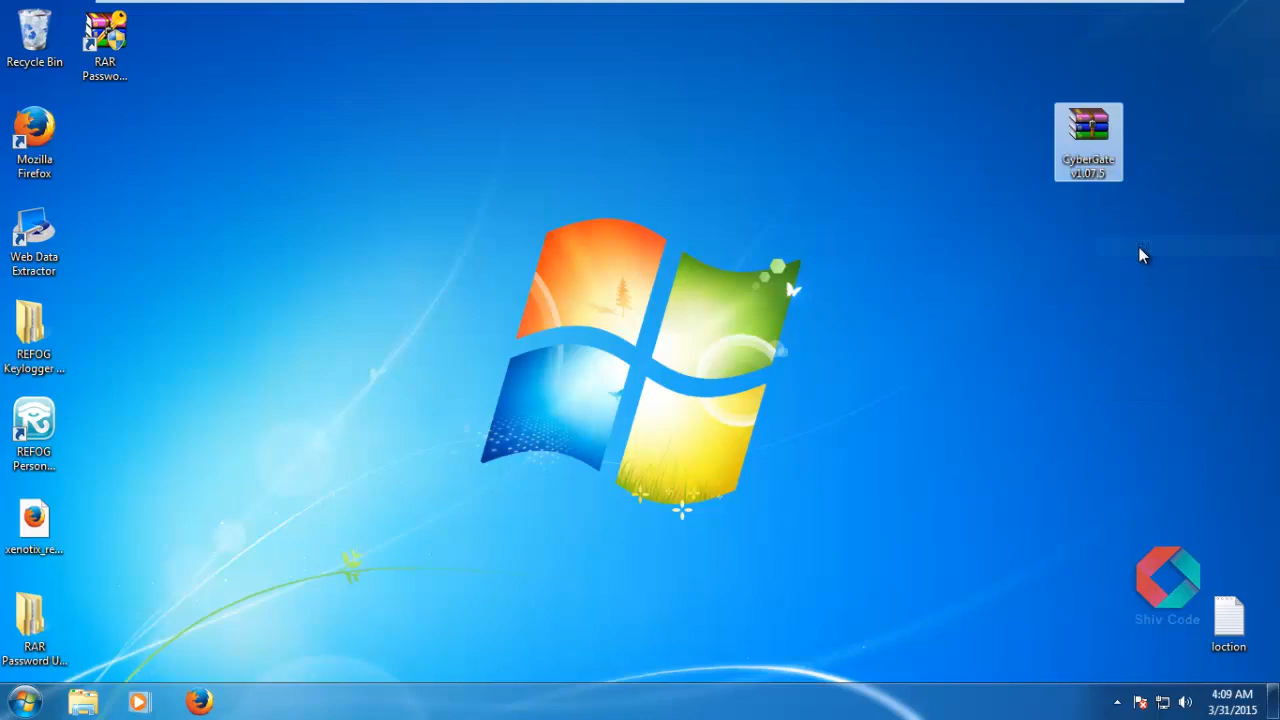 Recycle Bin
RAR
Passwo...
Mozilla
Firefox
Web Data
Extractor
REFOG
Keylogger ...
REFOG
Person...
xenotix_re...
RAR
Password U...
CyberGate
v1.07.5
Shiv Code
loction
4:09 AM
3/31/2015